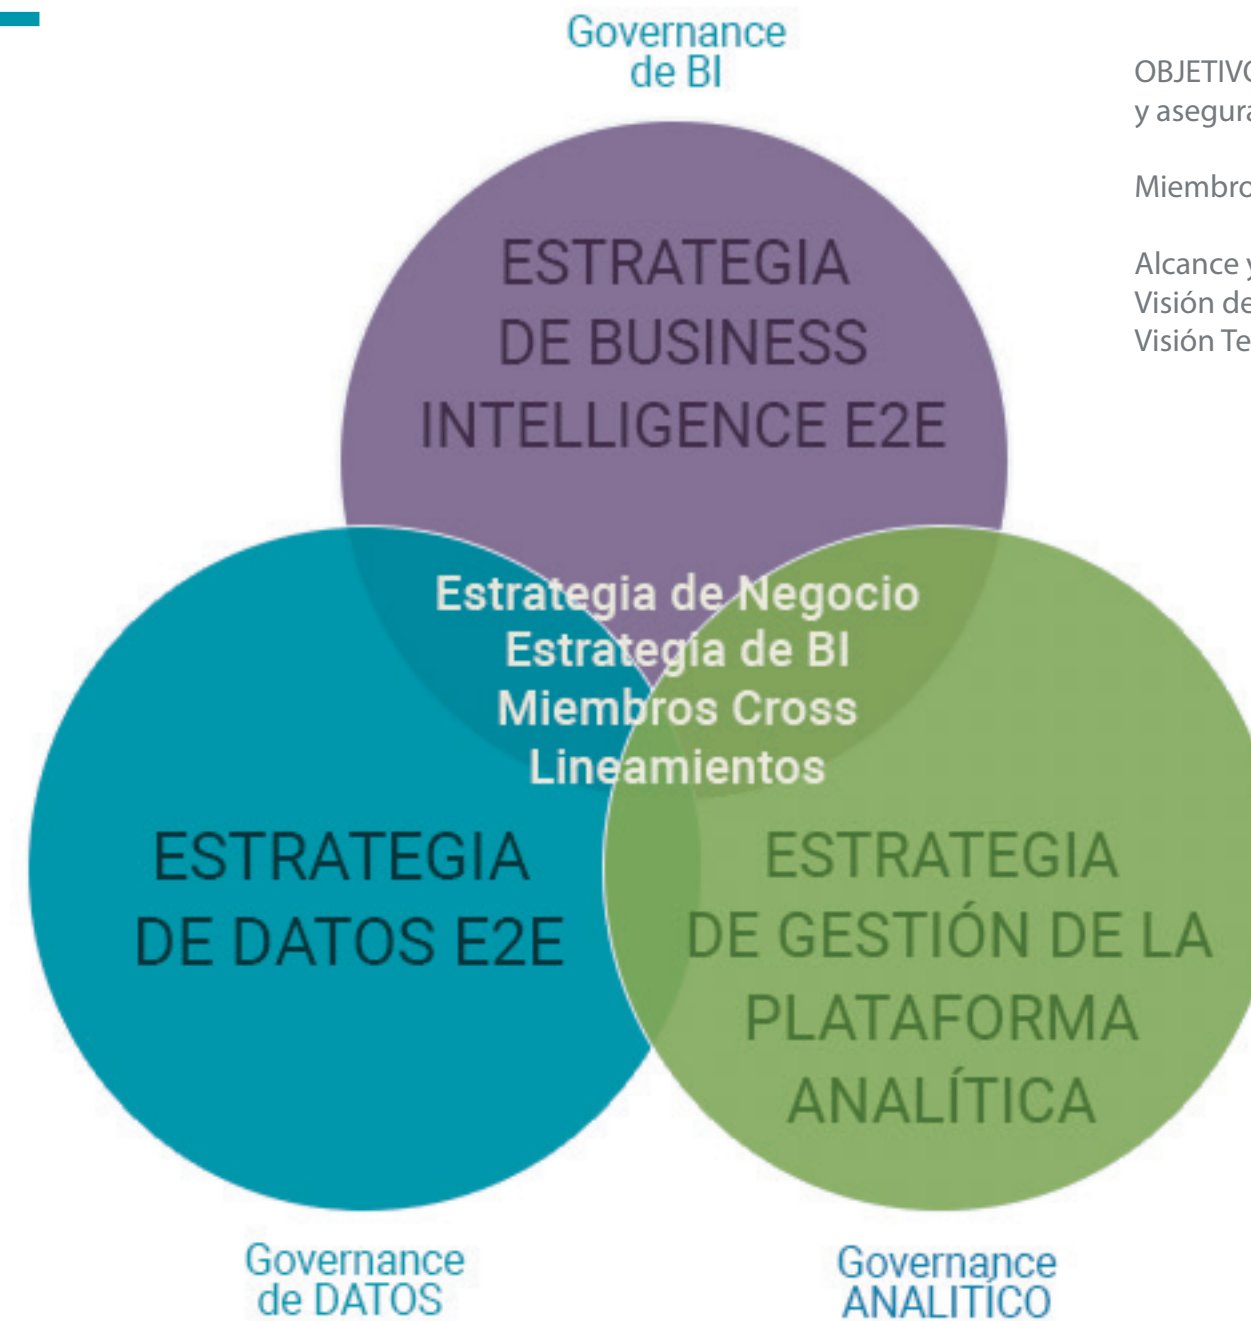 Governance
de BI
OBJETIVO
y asegura
Miembro
Alcance y
Visión de
Visión Te
ESTRATEGIA
DE BUSINESS
INTELLIGENCE E2E
Estrategia de Negocio
Estrategia de BI
Miembros Cross
Lineamientos
ESTRATEGIA
DE DATOS E2E
ESTRATEGIA
DE GESTIÓN DE LA
PLATAFORMA
ANALÍTICA
Governance
de DATOS
Governance
ANALITÍCO